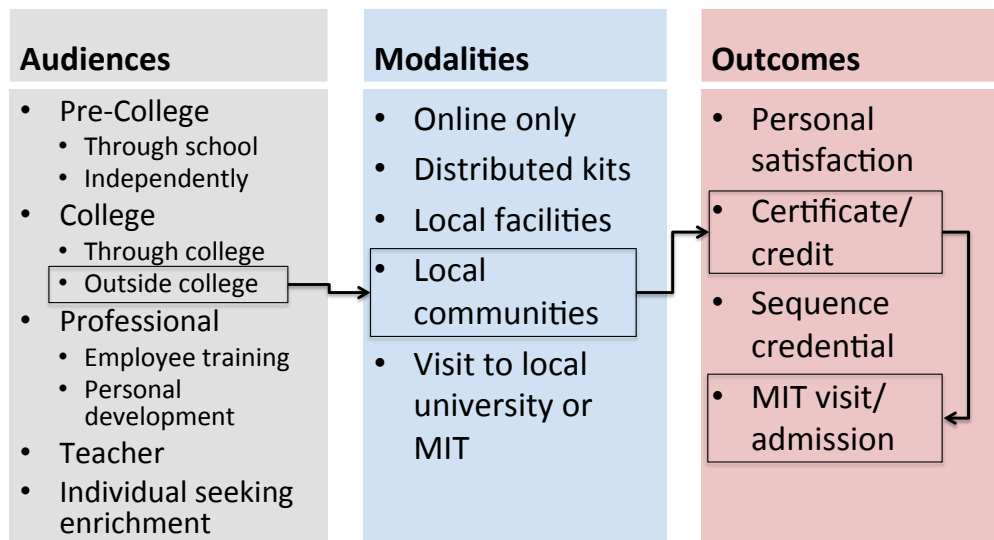 Audiences
• Pre-College
• Through school
• Independently
• College
• Through college
• Outside college
• Professional
• Employee training
• Personal
development
• Teacher
• Individual seeking
enrichment
Modalities
• Online only
• Distributed kits
• Local facilities
• Local
communities
• Visit to local
university or
MIT
Outcomes
• Personal
satisfaction
• Certificate/
credit
• Sequence
credential
• MIT visit/
admission